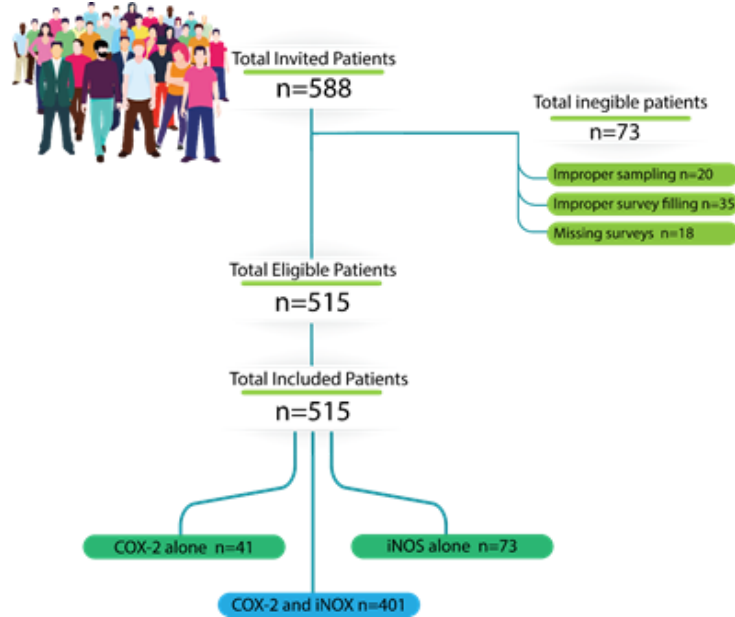 Total Invited Patients
n=588
Total inegible patients
n=73
Improper sampling n=20
Improper survey filling n=35
Missing surveys n=18
Total Eligible Patients
n=515
Total Included Patients
n=515
COX-2 alone n=41
iNOS alone n=73
COX-2 and iNOX n=401